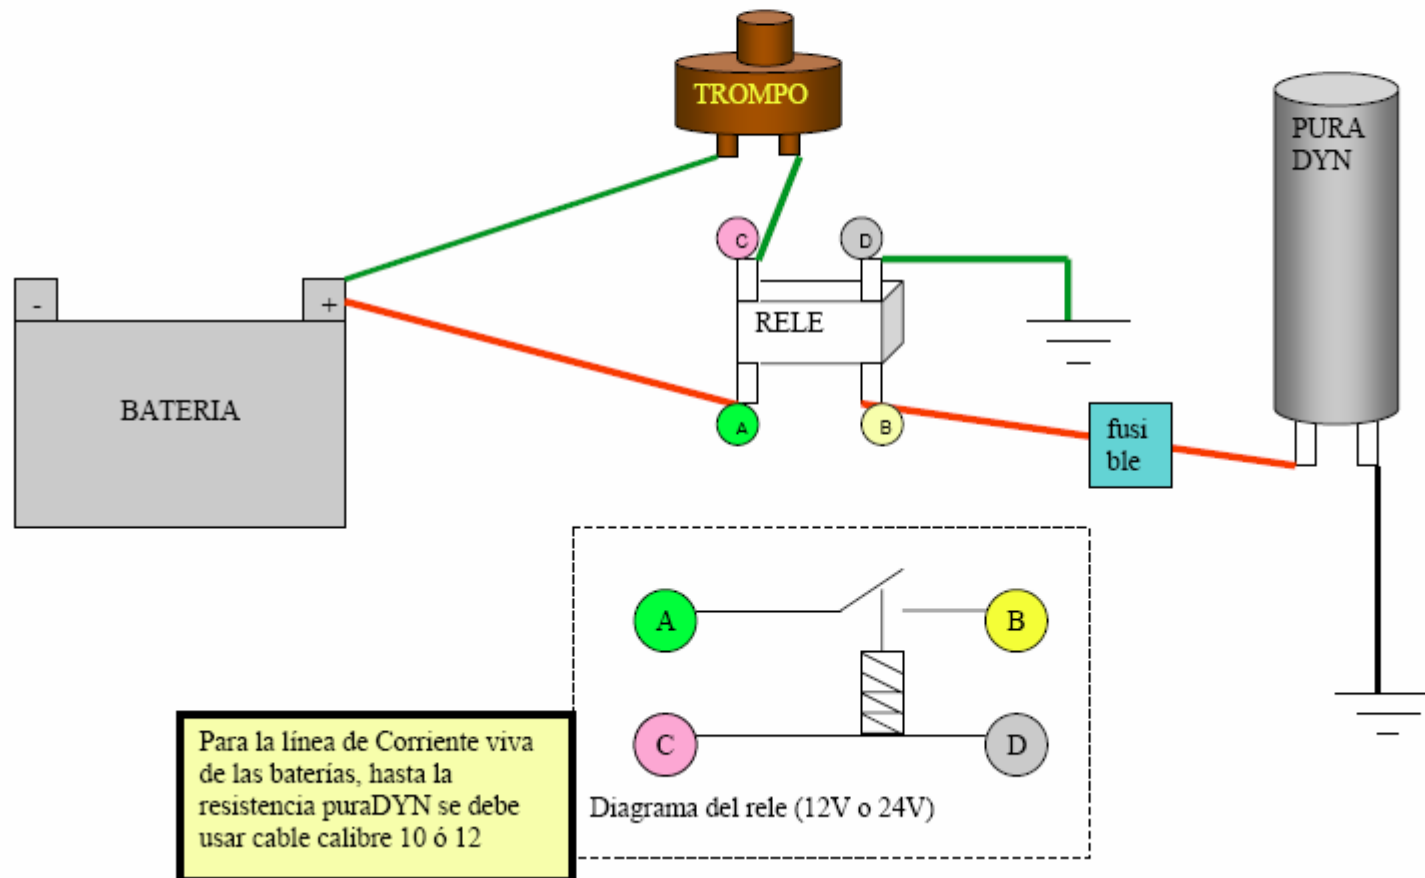 TROMPO
PURA
DYN
C
D
-
+
RELE
BATERIA
A
B
fusi
ble
A
B
C
D
Para la línea de Corriente viva
de las baterías, hasta la
resistencia puraDYN se debe
usar cable calibre 10 ó 12
Diagrama del rele (12V o 24V)